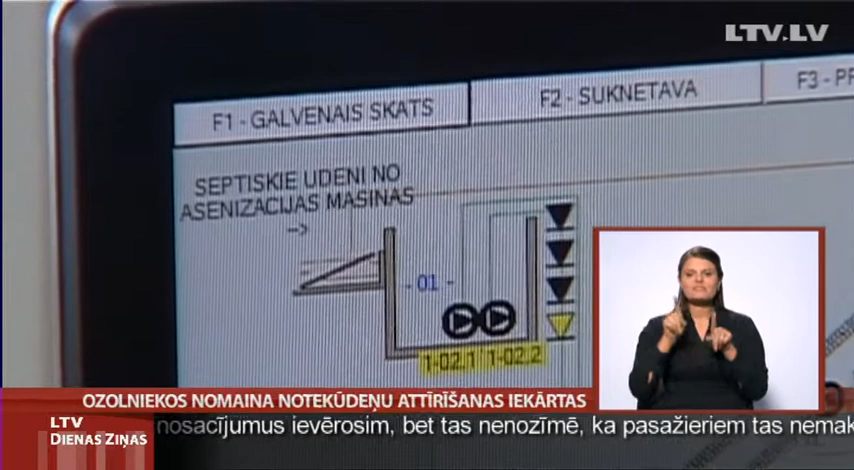 LTV.LV
F1 - GALVENAIS SKATS
F2 - SUKNETAVA
F3 - PR
SEPTISKIE UDENI NO
ASENIZACIJAS MASINAS
-->
- 01 -
1-02.1 1-02.2
OZOLNIEKOS NOMAINA NOTEKŪDEŅU ATTĪRĪŠANAS IEKĀRTAS
LTV
DIENAS ZIŅAS
nosacījumus ievērosim, bet tas nenozīmē, ka pasažieriem tas nemak